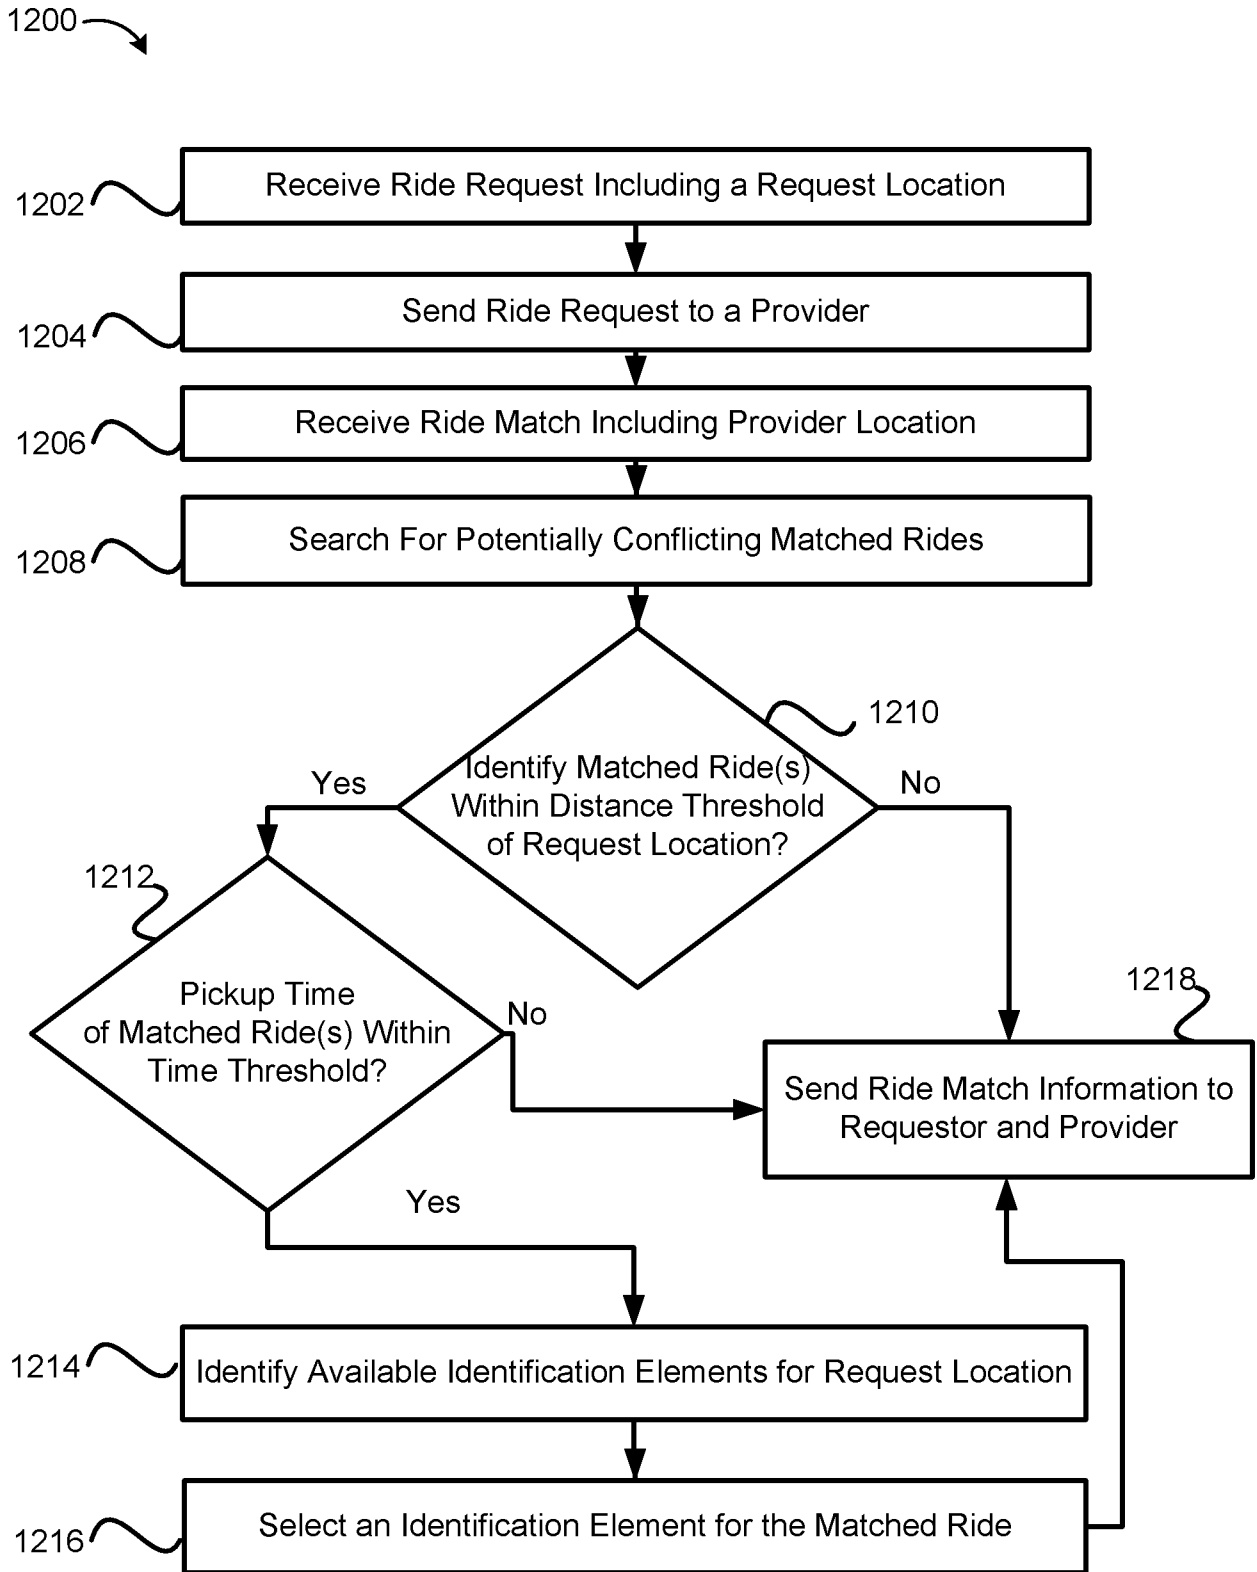 1200
Receive Ride Request Including a Request Location
1202
Send Ride Request to a Provider
1204
Receive Ride Match Including Provider Location
1206
Search For Potentially Conflicting Matched Rides
1208
1210
Identify Matched Ride(s)
Within Distance Threshold
of Request Location?
Yes
No
1212
Pickup Time
of Matched Ride(s) Within
Time Threshold?
No
Yes
1218
Send Ride Match Information to
Requestor and Provider
1214
Identify Available Identification Elements for Request Location
1216
Select an Identification Element for the Matched Ride